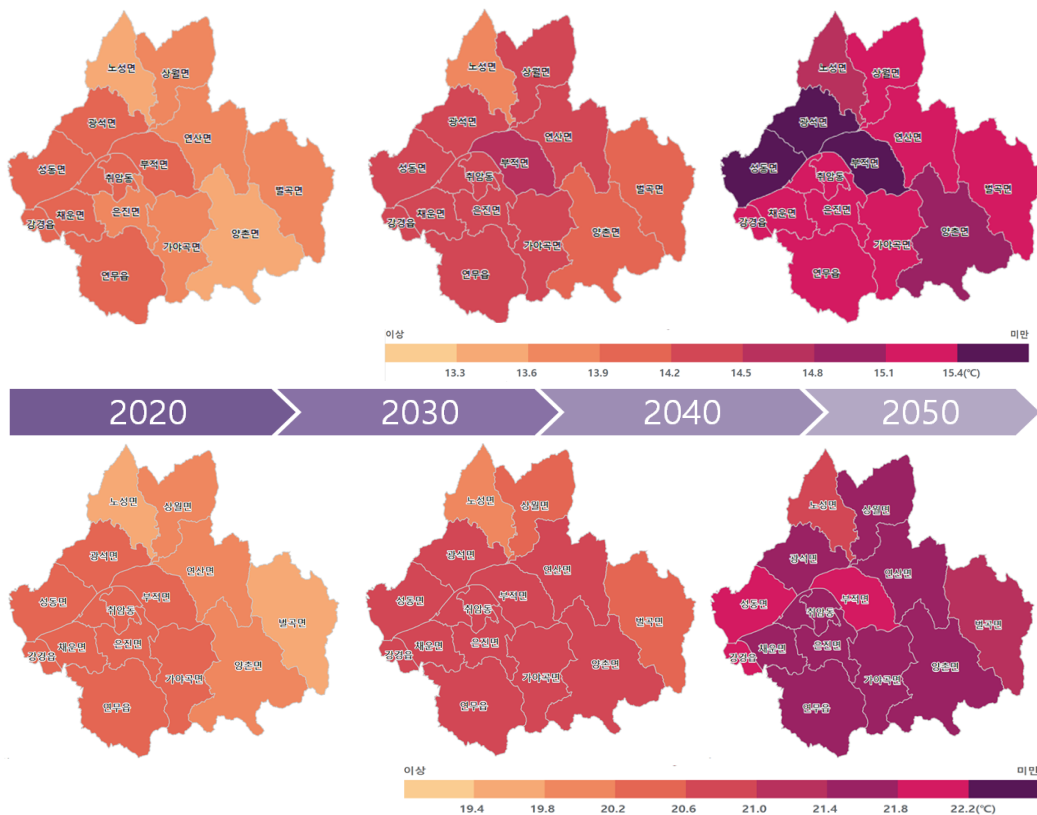 노성면
상월면
광석면
연산면
성동면
부적면
취암동
별곡면
강경읍
채운면
은진면
가야곡면
양촌면
연무읍
노성면
상월면
광석면
연산면
성동면
부적면
취암동
별곡면
강경읍
채운면
은진면
가야곡면
양촌면
연무읍
노성면
상월면
광석면
연산면
성동면
부적면
취암동
별곡면
강경읍
채운면
은진면
가야곡면
양촌면
연무읍
이상 미만
13.3 13.6 13.9 14.2 14.5 14.8 15.1 15.4(℃)
2020 2030 2040 2050
노성면
상월면
광석면
연산면
성동면
부적면
취암동
별곡면
강경읍
채운면
은진면
양촌면
가야곡면
연무읍
노성면
상월면
광석면
연산면
성동면
부적면
취암동
별곡면
강경읍
채운면
은진면
양촌면
가야곡면
연무읍
노성면
상월면
광석면
연산면
성동면
부적면
취암동
별곡면
강경읍
채운면
은진면
양촌면
가야곡면
연무읍
이상 미만
19.4 19.8 20.2 20.6 21.0 21.4 21.8 22.2(℃)